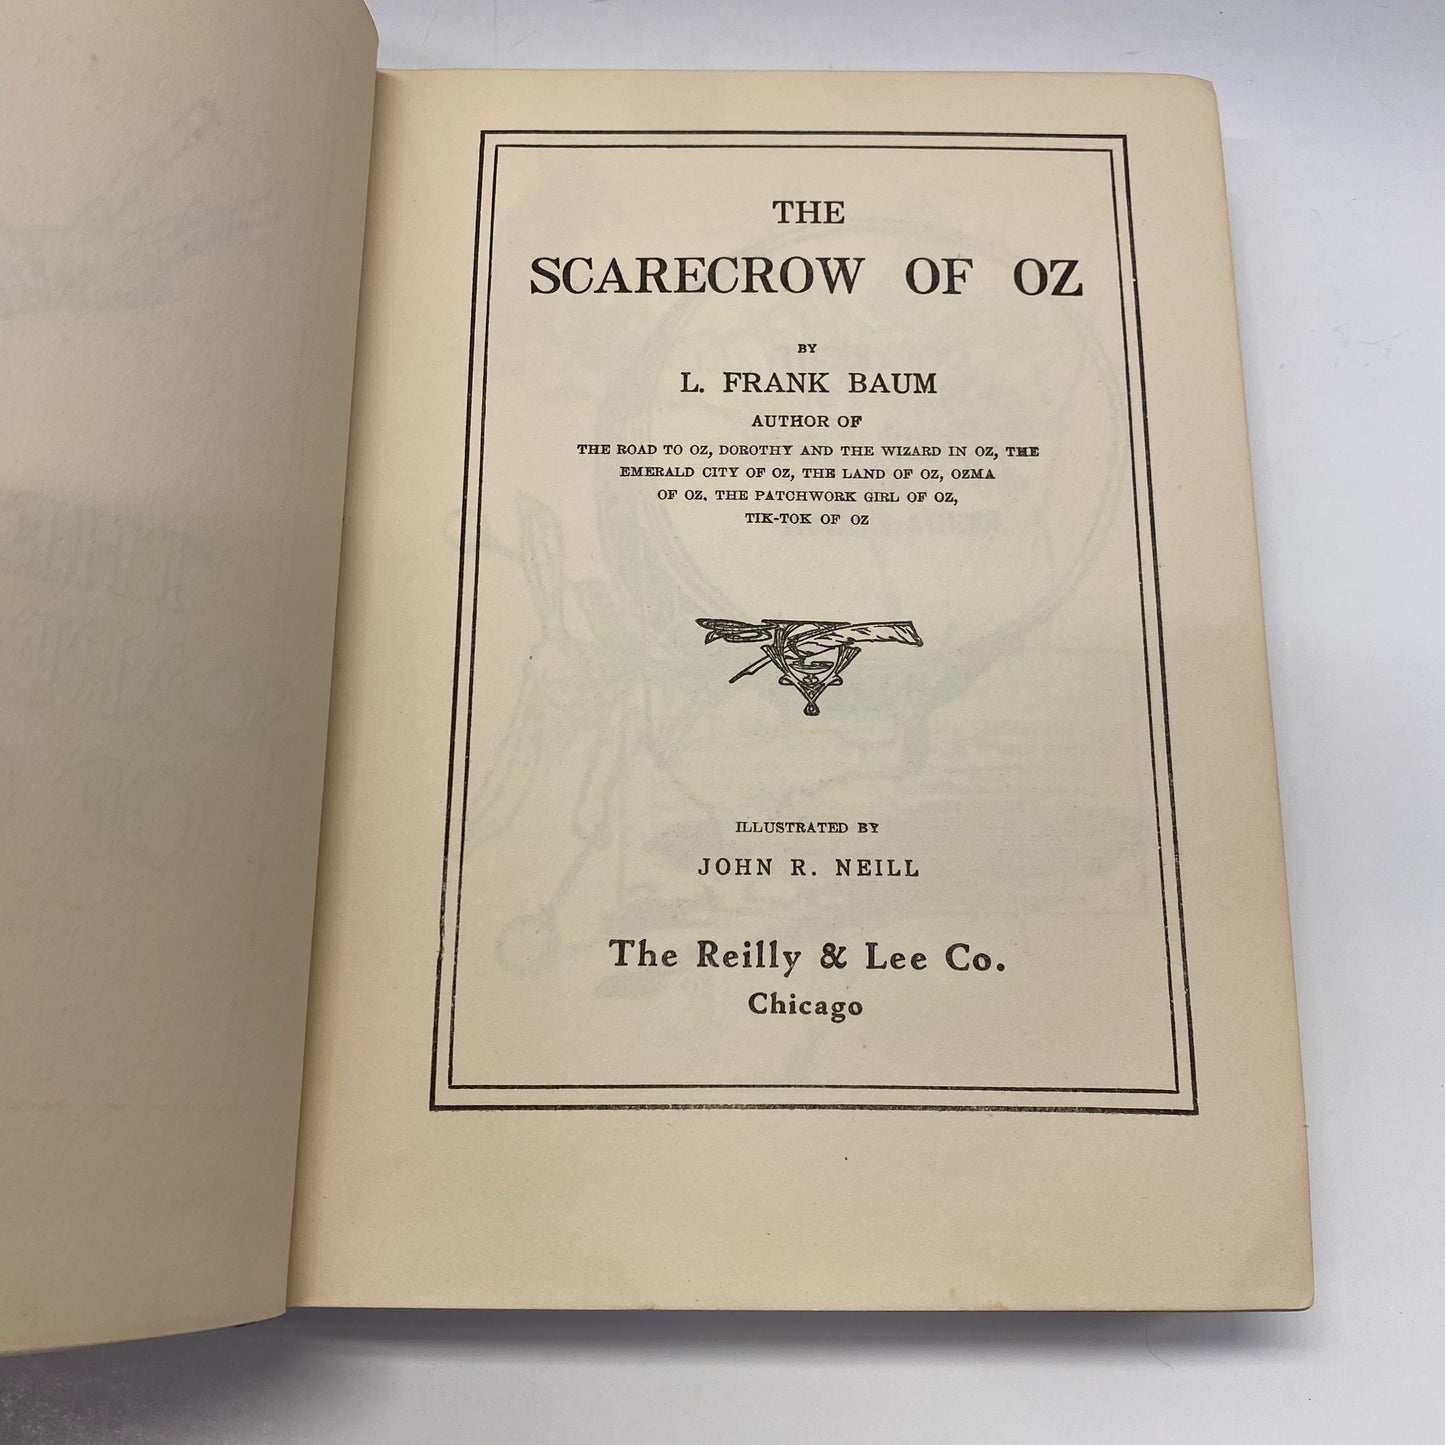 THE
SCARECROW OF OZ
BY
L. FRANK BAUM
AUTHOR OF
THE ROAD TO OZ, DOROTHY AND THE WIZARD IN OZ, THE
EMERALD CITY OF OZ, THE LAND OF OZ, OZMA
OF OZ. THE PATCHWORK GIRL OF OZ,
TIK-TOK OF OZ
ILLUSTRATED BY
JOHN R. NEILL
The Reilly & Lee Co.
Chicago